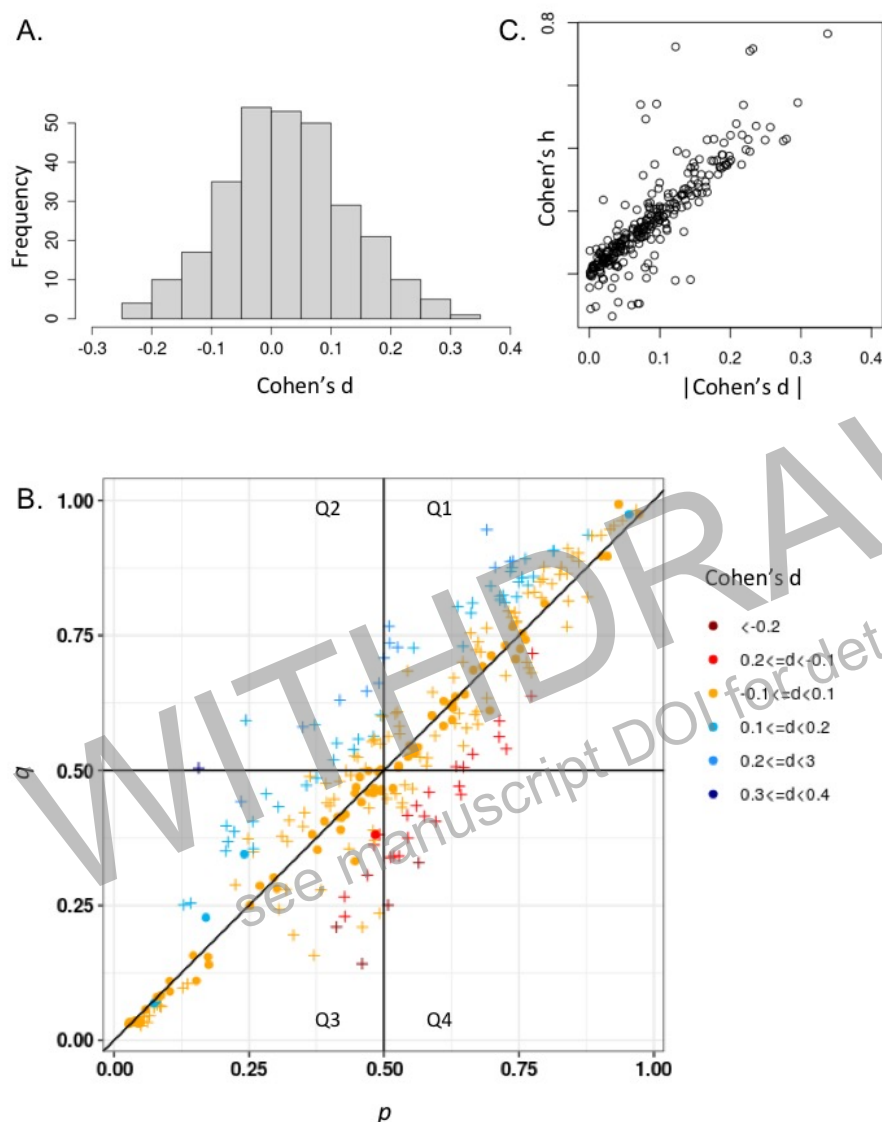 A.
Frequency
0 10 20 30 40 50
-0.3 -0.2 -0.1 0.0 0.1 0.2 0.3 0.4
Cohen's d
C.
0.8
Cohen's h
0.0 0.1 0.2 0.3 0.4
|Cohen's d |
B.
Q2 Q1
Q3 Q4
1.00
0.75
0.50
0.25
0.00
q
0.00 0.25 0.50 0.75 1.00
p
Cohen's d
<-0.2
0.2<=d<-0.1
-0.1<=d<0.1
0.1<=d<0.2
0.2<=d<3
0.3<=d<0.4
WITHDRAW
see manuscript DOI for det